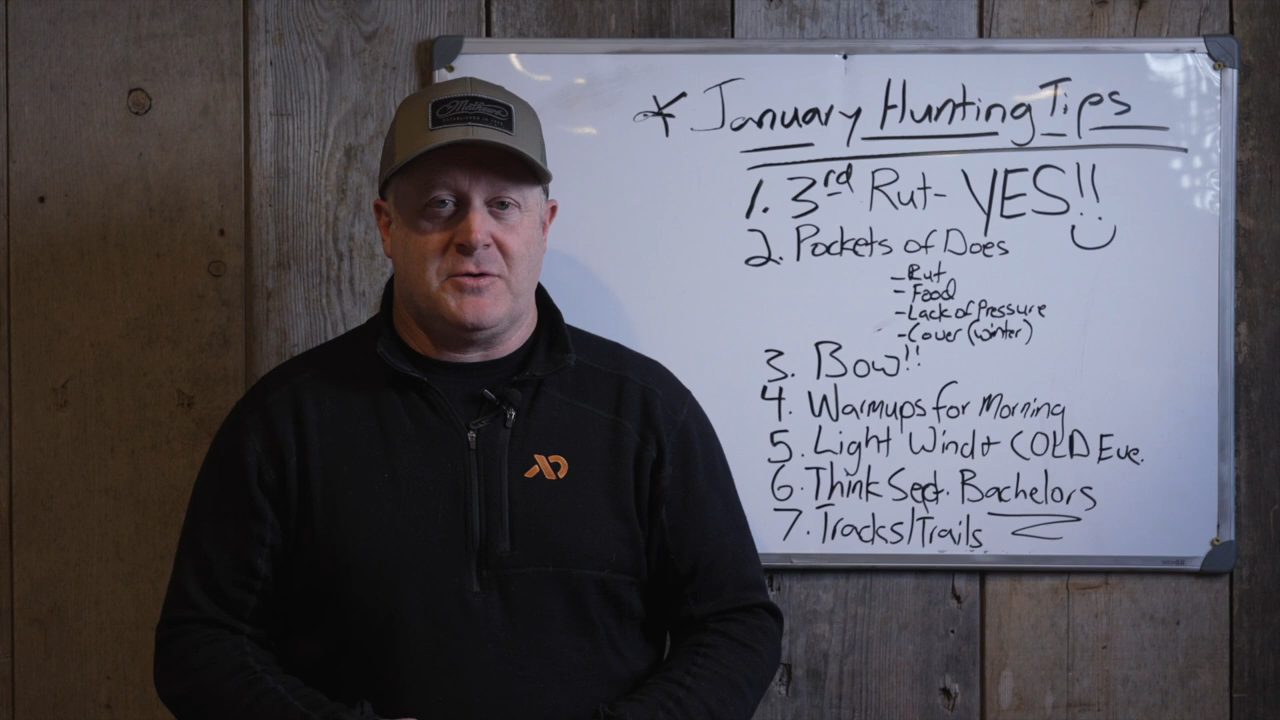 * January Hunting Tips
1. 3rd Rut- YES!!
2. Pockets of Does
- Rut
- Food
- Lack of Pressure
- Cover (winter)
3. Bow!!
4. Warmups for Morning
5. Light Wind + COLD Eve.
6. Think Sept. Bachelors
7. Tracks/Trails